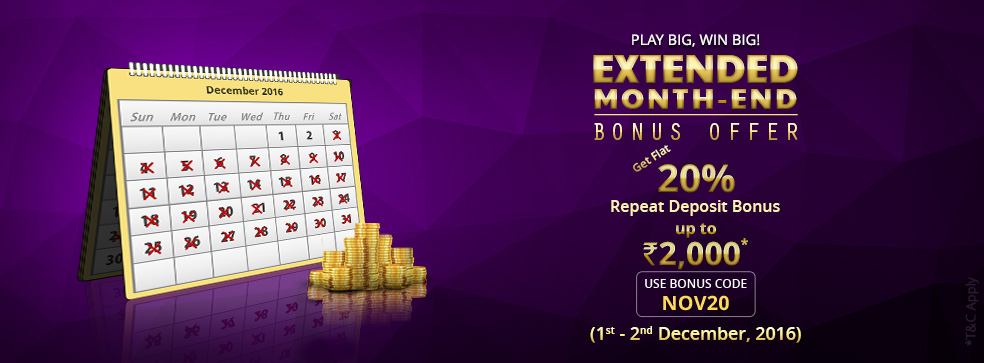 PLAY BIG, WIN BIG!
EXTENDED
MONTH-END
BONUS OFFER
Get Flat
20%
Repeat Deposit Bonus
up to
₹2,000*
USE BONUS CODE
NOV20
(1st - 2nd December, 2016)
*T&C Apply
December 2016
Sun Mon Tue Wed Thu Fri Sat
1 2 3
4 5 6 7 8 9 10
11 12 13 14 15 16 17
18 19 20 21 22 23 24
25 26 27 28 29 30 31
30